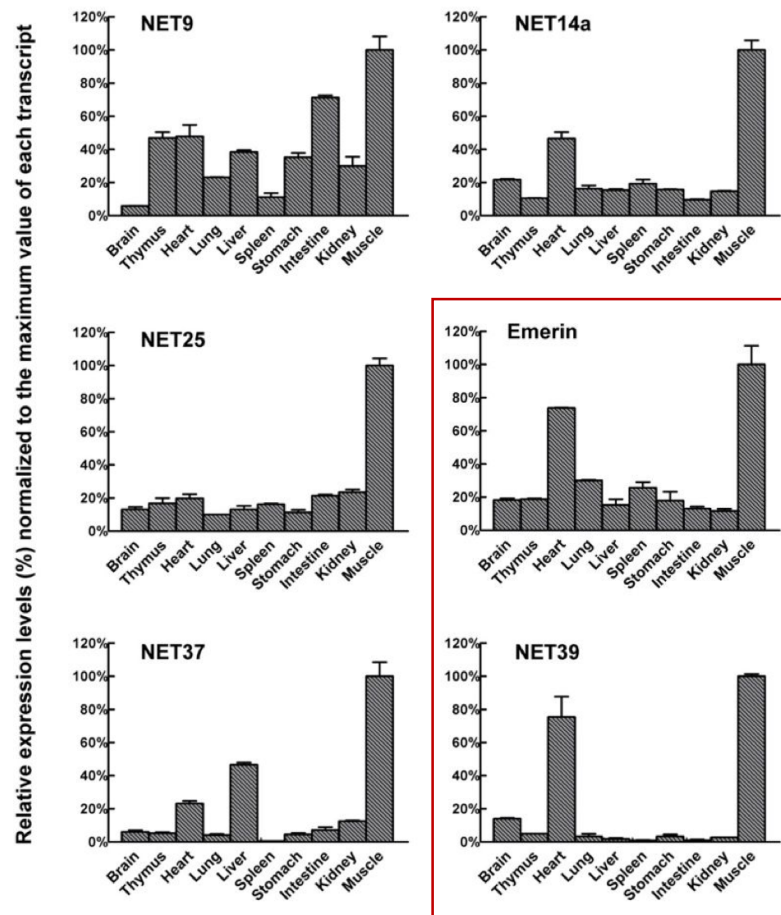 Relative expression levels (%) normalized to the maximum value of each transcript
NET9
120%
100%
80%
60%
40%
20%
0%
Brain
Thymus
Heart
Lung
Liver
Spleen
Stomach
Intestine
Kidney
Muscle
NET14a
120%
100%
80%
60%
40%
20%
0%
Brain
Thymus
Heart
Lung
Liver
Spleen
Stomach
Intestine
Kidney
Muscle
NET25
120%
100%
80%
60%
40%
20%
0%
Brain
Thymus
Heart
Lung
Liver
Spleen
Stomach
Intestine
Kidney
Muscle
Emerin
120%
100%
80%
60%
40%
20%
0%
Brain
Thymus
Heart
Lung
Liver
Spleen
Stomach
Intestine
Kidney
Muscle
NET37
120%
100%
80%
60%
40%
20%
0%
Brain
Thymus
Heart
Lung
Liver
Spleen
Stomach
Intestine
Kidney
Muscle
NET39
120%
100%
80%
60%
40%
20%
0%
Brain
Thymus
Heart
Lung
Liver
Spleen
Stomach
Intestine
Kidney
Muscle